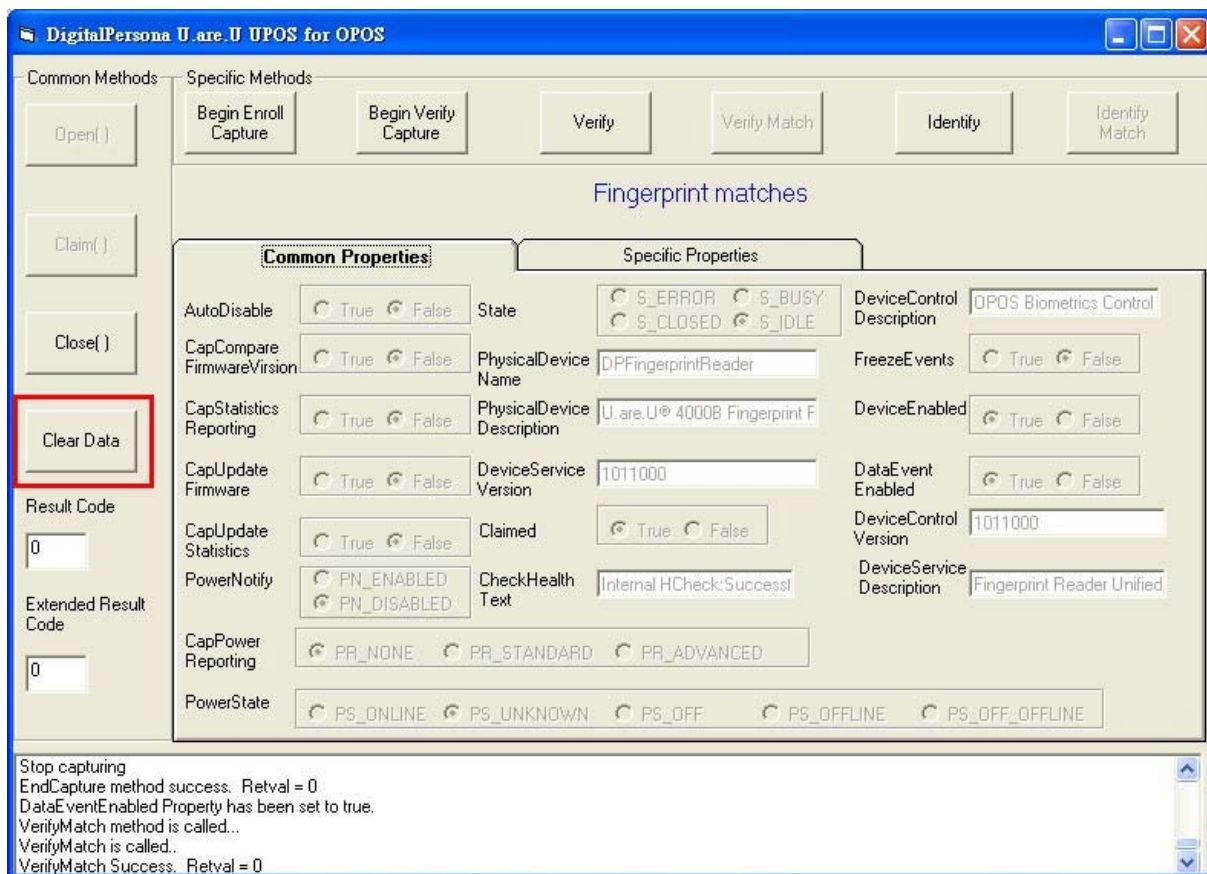 DigitalPersona U.are.U UPOS for OPOS
Common Methods
Specific Methods
Open( )
Begin Enroll
Capture
Begin Verify
Capture
Verify
Verify Match
Identify
Identify
Match
Fingerprint matches
Claim( )
Close( )
Clear Data
Result Code
0
Extended Result
Code
0
Common Properties
Specific Properties
AutoDisable
True False
State
S_ERROR S_BUSY
S_CLOSED S_IDLE
DeviceControl
Description
OPOS Biometrics Control
CapCompare
FirmwareVirsion
True False
PhysicalDevice
Name
DPFingerprintReader
FreezeEvents
True False
CapStatistics
Reporting
True False
PhysicalDevice
Description
U.are.U® 4000B Fingerprint F
DeviceEnabled
True False
CapUpdate
Firmware
True False
DeviceService
Version
1011000
DataEvent
Enabled
True False
CapUpdate
Statistics
True False
Claimed
True False
DeviceControl
Version
1011000
PowerNotify
PN_ENABLED
PN_DISABLED
CheckHealth
Text
Internal HCheck:Successf
DeviceService
Description
Fingerprint Reader Unified
CapPower
Reporting
PR_NONE PR_STANDARD PR_ADVANCED
PowerState
PS_ONLINE PS_UNKNOWN PS_OFF PS_OFFLINE PS_OFF_OFFLINE
Stop capturing
EndCapture method success. Retval = 0
DataEventEnabled Property has been set to true.
VerifyMatch method is called...
VerifyMatch is called..
VerifyMatch Success. Retval = 0